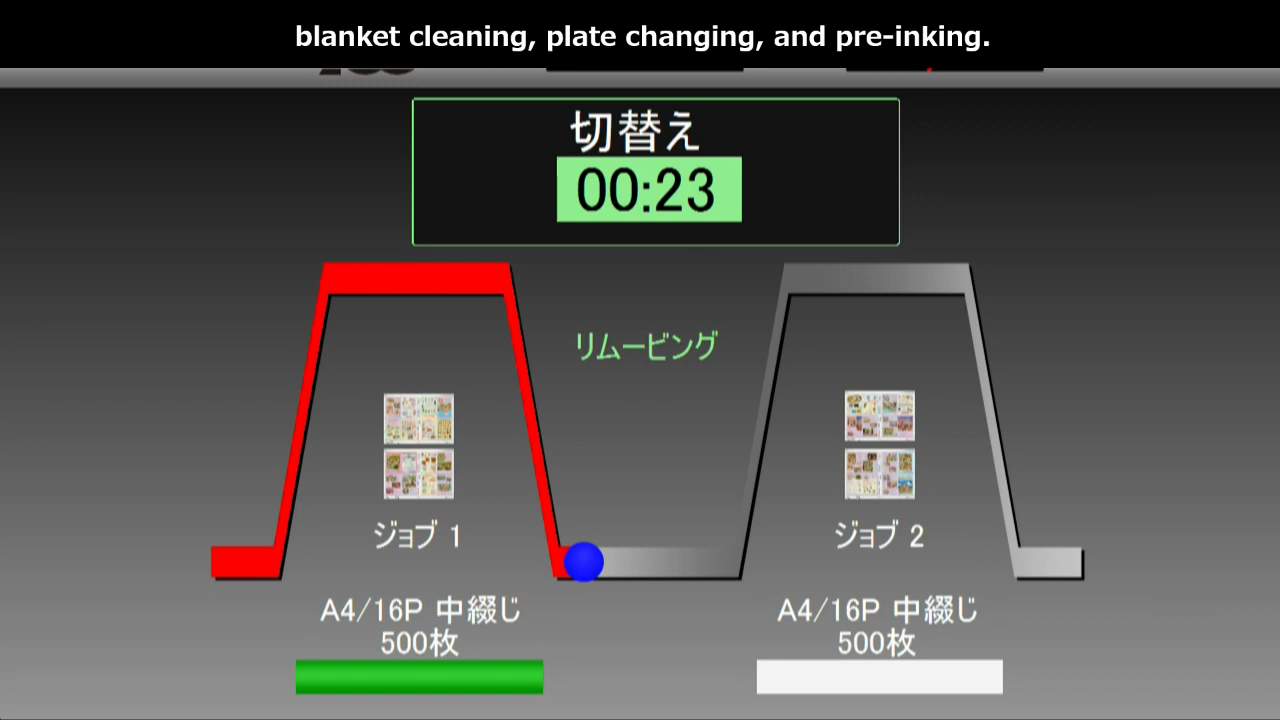 blanket cleaning, plate changing, and pre-inking.
切替え
00:23
リムービング
ジョブ 1
ジョブ 2
A4/16P 中綴じ
500枚
A4/16P 中綴じ
500枚